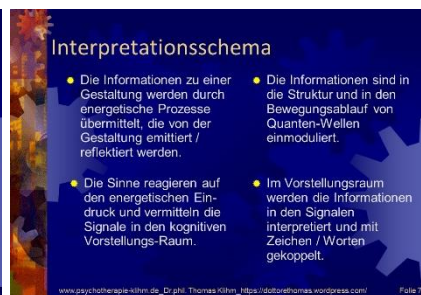 Interpretationsschema
Die Informationen zu einer
Gestaltung werden durch
energetische Prozesse
übermittelt, die von der
Gestaltung emittiert /
reflektiert werden.
Die Sinne reagieren auf
den energetischen Ein-
druck und vermitteln die
Signale in den kognitiven
Vorstellungs-Raum.
Die Informationen sind in
die Struktur und in den
Bewegungsablauf von
Quanten-Wellen
einmoduliert.
Im Vorstellungsraum
werden die Informationen
in den Signalen
interpretiert und mit
Zeichen / Worten
gekoppelt.
www.psychotherapie-klihm.de_Dr.phil. Thomas Klihm_https://dottorethomas.wordpress.com/ Folie 7